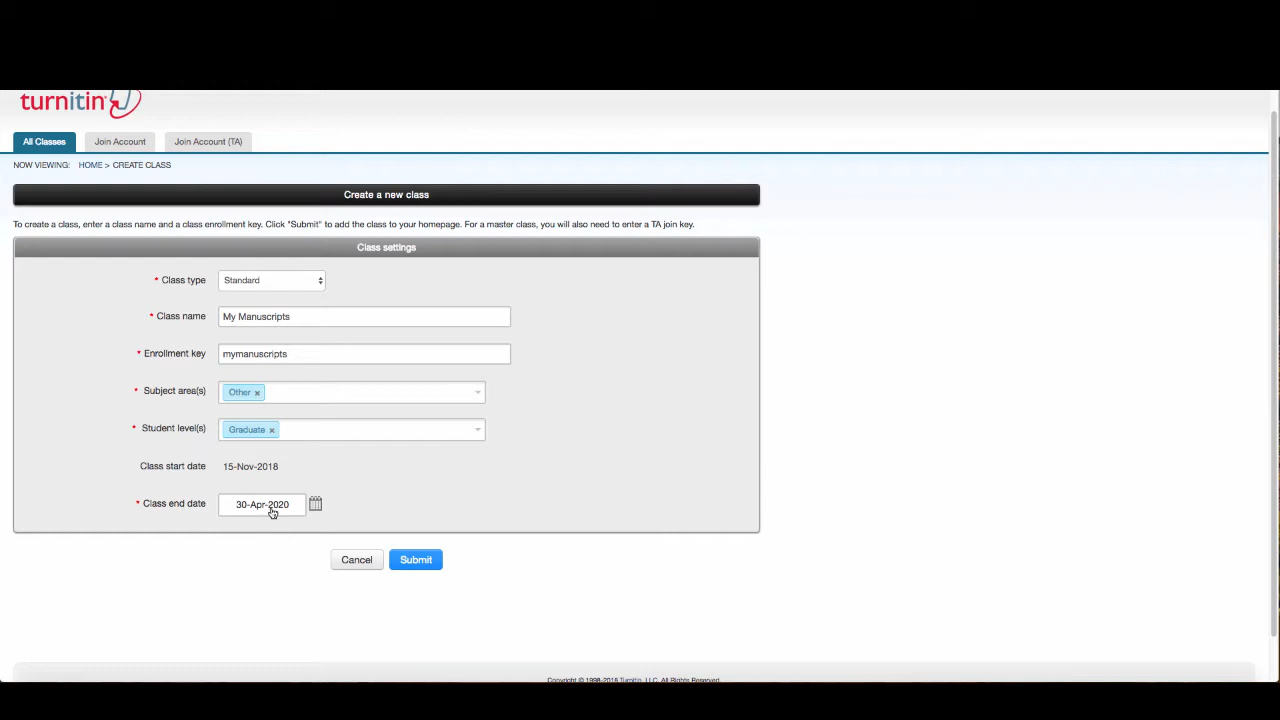 turnitin
All Classes Join Account Join Account (TA)
NOW VIEWING: HOME > CREATE CLASS
Create a new class
To create a class, enter a class name and a class enrollment key. Click "Submit" to add the class to your homepage. For a master class, you will also need to enter a TA join key.
Class settings
* Class type Standard
* Class name My Manuscripts
* Enrollment key mymanuscripts
* Subject area(s) Other ×
* Student level(s) Graduate ×
Class start date 15-Nov-2018
* Class end date 30-Apr-2020
Cancel Submit
Copyright © 1998-2018 Turnitin, LLC. All Rights Reserved.